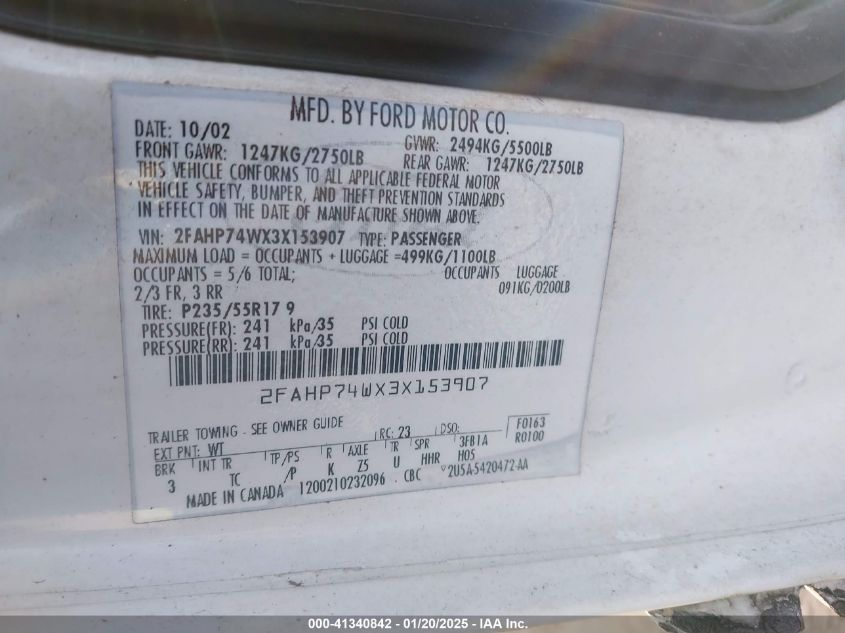 MFD. BY FORD MOTOR CO.
DATE: 10/02 GVWR: 2494KG/5500LB
FRONT GAWR: 1247KG/2750LB REAR GAWR: 1247KG/2750LB
THIS VEHICLE CONFORMS TO ALL APPLICABLE FEDERAL MOTOR
VEHICLE SAFETY, BUMPER, AND THEFT PREVENTION STANDARDS
IN EFFECT ON THE DATE OF MANUFACTURE SHOWN ABOVE.
VIN: 2FAHP74WX3X153907 TYPE: PASSENGER
MAXIMUM LOAD = OCCUPANTS + LUGGAGE =499KG/1100LB
OCCUPANTS = 5/6 TOTAL; OCCUPANTS LUGGAGE
2/3 FR, 3 RR 091KG/0200LB
TIRE: P235/55R17 9
PRESSURE(FR): 241 kPa/35 PSI COLD
PRESSURE(RR): 241 kPa/35 PSI COLD
2FAHP74WX3X153907
TRAILER TOWING - SEE OWNER GUIDE F0163
EXT PNT: WT RC: 23 DSO: R0100
BRK INT TR TP/PS R AXLE TR SPR 3FB1A
3 TC /P K Z5 U HHR H05
MADE IN CANADA 1200210232096 . CBC 2U5A-5420472-AA
000-41340842 — 01/20/2025 - IAA Inc.